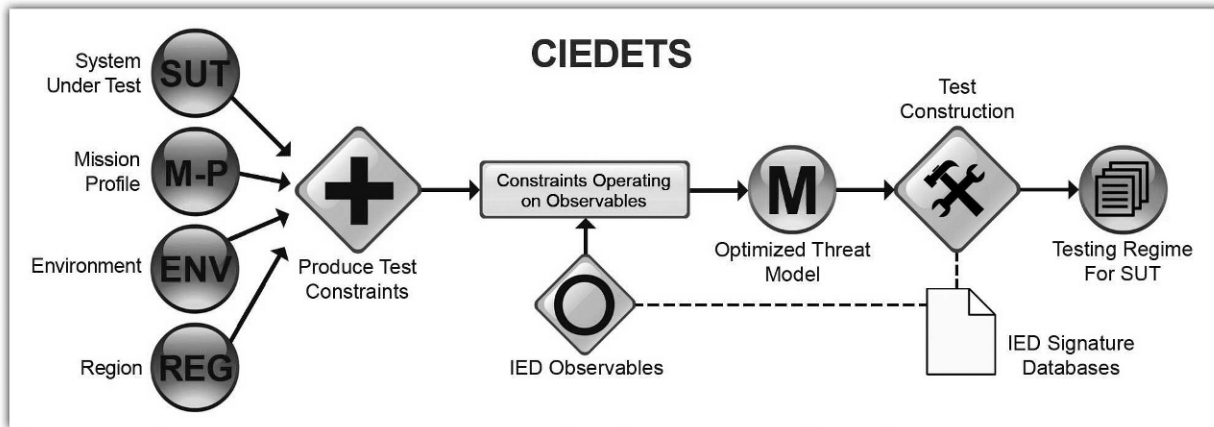 CIEDETS
System
Under Test
SUT
Mission
Profile
M-P
Environment
ENV
Region
REG
Produce Test
Constraints
Constraints Operating
on Observables
IED Observables
M
Optimized Threat
Model
Test
Construction
IED Signature
Databases
Testing Regime
For SUT